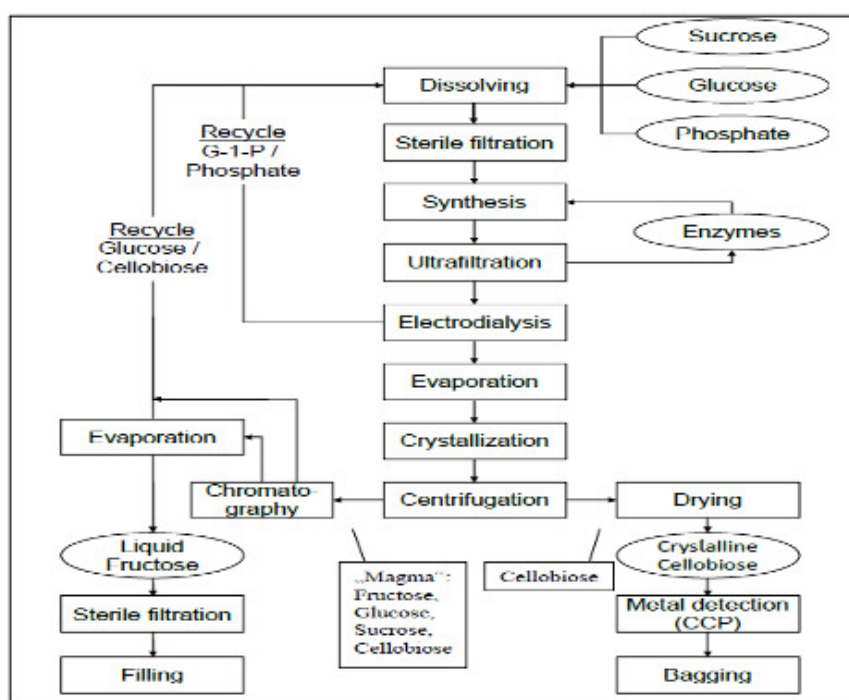 Sucrose
Dissolving
Glucose
Recycle
G-1-P /
Phosphate
Sterile filtration
Phosphate
Synthesis
Recycle
Glucose /
Cellobiose
Enzymes
Ultrafiltration
Electrodialysis
Evaporation
Evaporation
Crystallization
Chromato-
graphy
Centrifugation
Drying
Liquid
Fructose
Crystalline
Cellobiose
„Magma“:
Fructose,
Glucose,
Sucrose,
Cellobiose
Cellobiose
Sterile filtration
Metal detection
(CCP)
Filling
Bagging